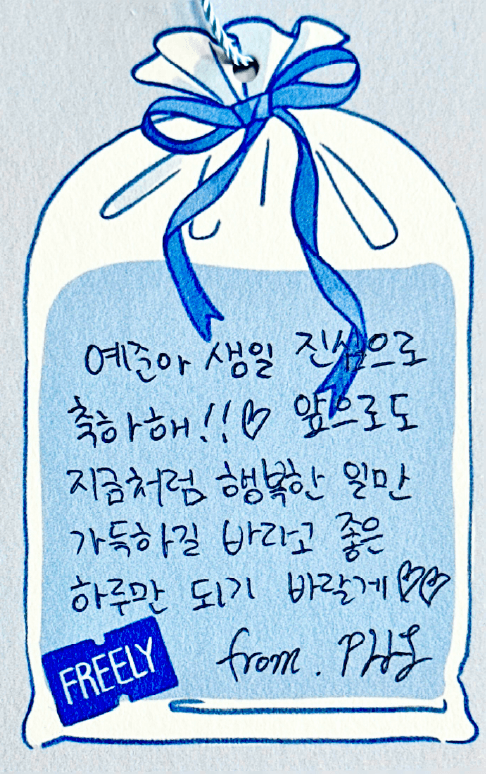 예준아 생일 진심으로
축하해!!♡ 앞으로도
지금처럼 행복한 일만
가득하길 바라고 좋은
하루만 되기 바랄게♡♡
from. PHJ
FREELY